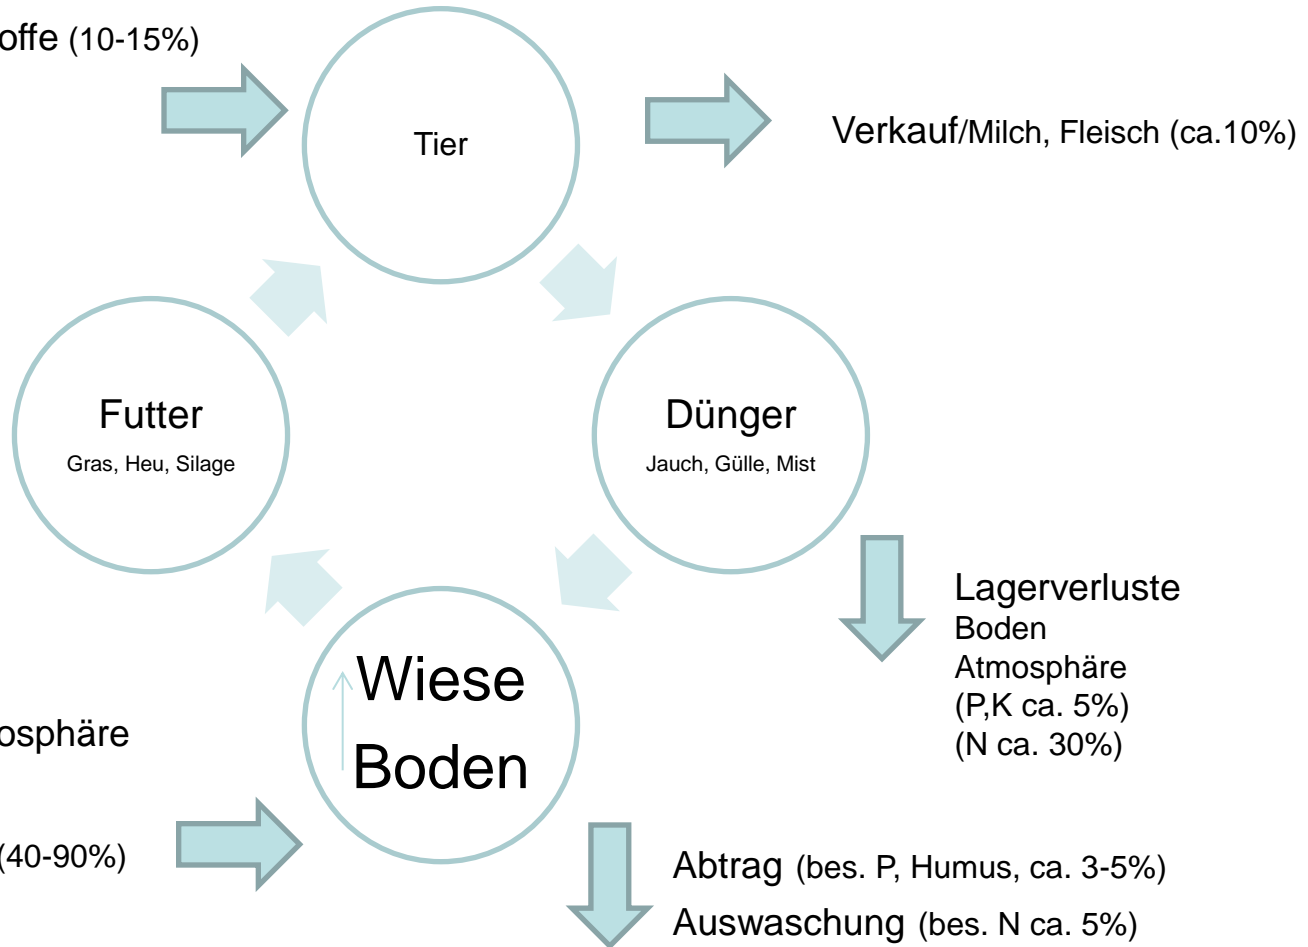 offe (10-15%)
Tier
Verkauf/Milch, Fleisch (ca.10%)
Futter
Gras, Heu, Silage
Dünger
Jauch, Gülle, Mist
Lagerverluste
Boden
Atmosphäre
(P,K ca. 5%)
(N ca. 30%)
Wiese
Boden
osphäre
(40-90%)
Abtrag (bes. P, Humus, ca. 3-5%)
Auswaschung (bes. N ca. 5%)